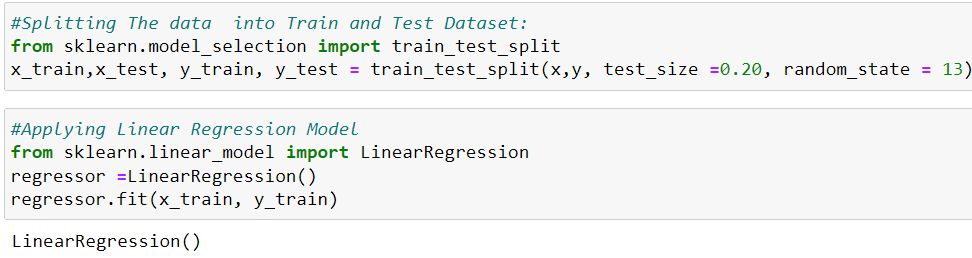 #Splitting The data  into Train and Test Dataset:
from sklearn.model_selection import train_test_split
x_train,x_test, y_train, y_test = train_test_split(x,y, test_size =0.20, random_state = 13)
#Applying Linear Regression Model
from sklearn.linear_model import LinearRegression
regressor =LinearRegression()
regressor.fit(x_train, y_train)
LinearRegression()